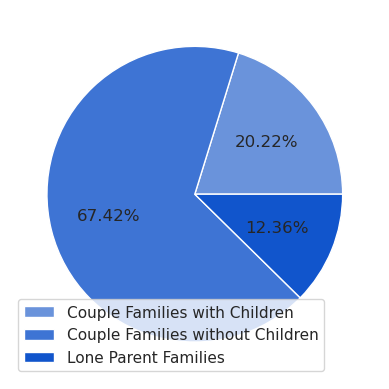 20.22%
67.42%
12.36%
Couple Families with Children
Couple Families without Children
Lone Parent Families